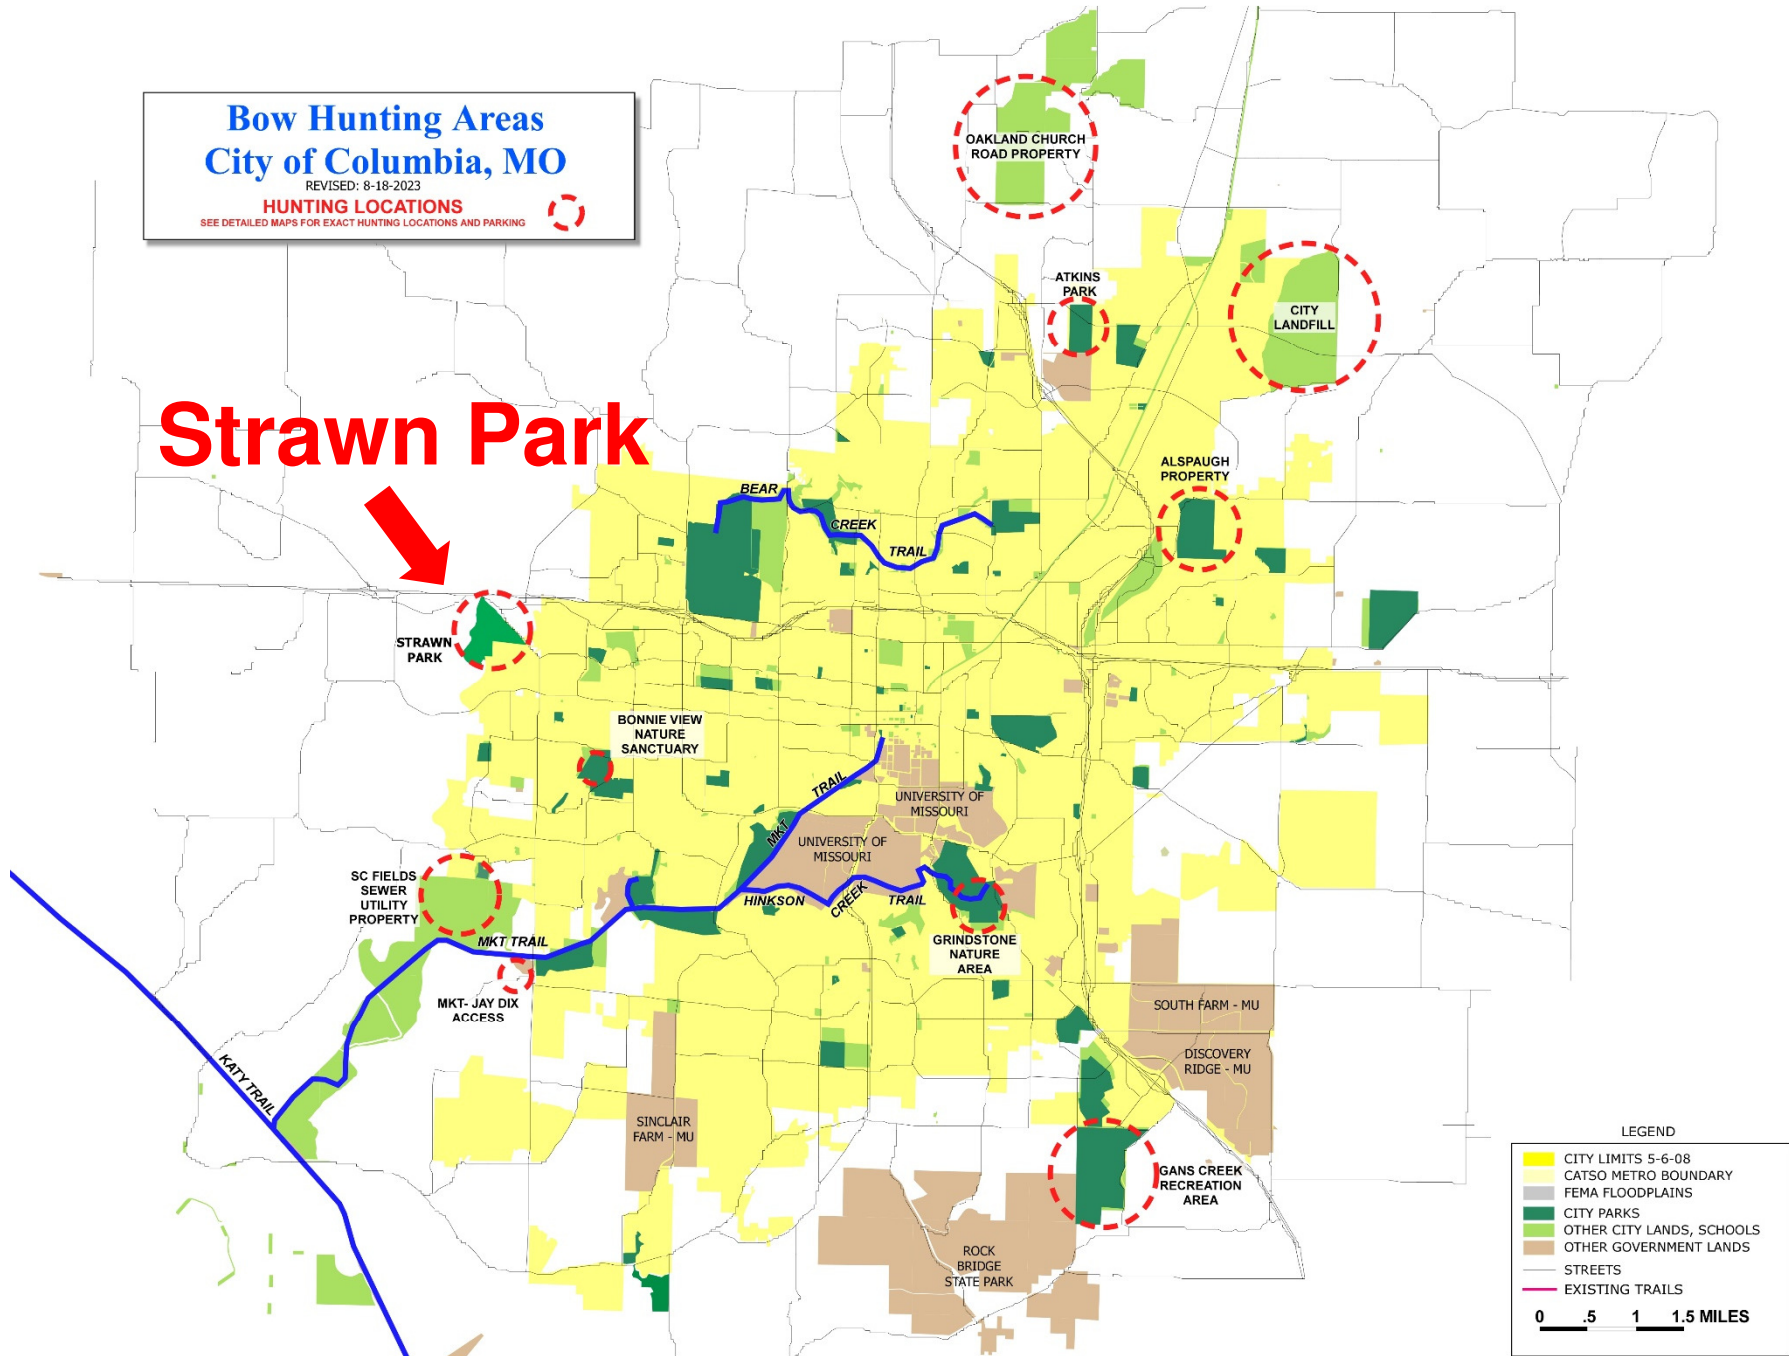 Bow Hunting Areas
City of Columbia, MO
REVISED: 8-18-2023
HUNTING LOCATIONS
SEE DETAILED MAPS FOR EXACT HUNTING LOCATIONS AND PARKING
OAKLAND CHURCH
ROAD PROPERTY
ATKINS
PARK
CITY
LANDFILL
Strawn Park
ALSPAUGH
PROPERTY
BEAR
CREEK
TRAIL
STRAWN
PARK
BONNIE VIEW
NATURE
SANCTUARY
MKT
TRAIL
UNIVERSITY OF
MISSOURI
UNIVERSITY OF
MISSOURI
SC FIELDS
SEWER
UTILITY
PROPERTY
HINKSON
CREEK
TRAIL
MKT TRAIL
GRINDSTONE
NATURE
AREA
MKT- JAY DIX
ACCESS
SOUTH FARM - MU
DISCOVERY
RIDGE - MU
KATY TRAIL
SINCLAIR
FARM - MU
GANS CREEK
RECREATION
AREA
ROCK
BRIDGE
STATE PARK
LEGEND
CITY LIMITS 5-6-08
CATSO METRO BOUNDARY
FEMA FLOODPLAINS
CITY PARKS
OTHER CITY LANDS, SCHOOLS
OTHER GOVERNMENT LANDS
STREETS
EXISTING TRAILS
0 .5 1 1.5 MILES